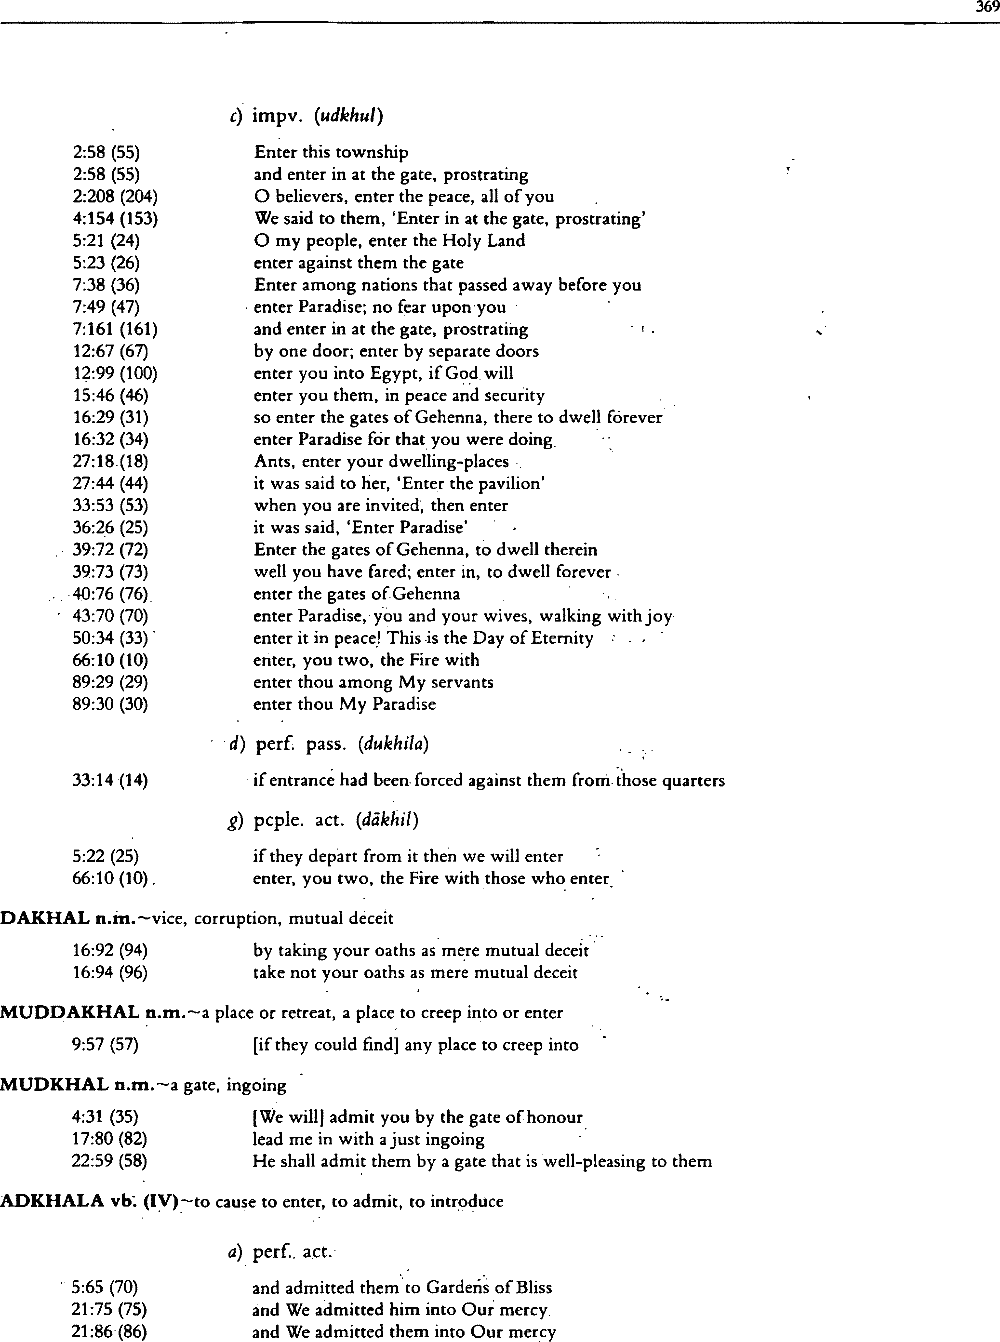 369
c) impv. (udkhul)
2:58 (55) Enter this township
2:58 (55) and enter in at the gate, prostrating
2:208 (204) O believers, enter the peace, all of you
4:154 (153) We said to them, ‘Enter in at the gate, prostrating’
5:21 (24) O my people, enter the Holy Land
5:23 (26) enter against them the gate
7:38 (36) Enter among nations that passed away before you
7:49 (47) enter Paradise; no fear upon you
7:161 (161) and enter in at the gate, prostrating
12:67 (67) by one door; enter by separate doors
12:99 (100) enter you into Egypt, if God will
15:46 (46) enter you them, in peace and security
16:29 (31) so enter the gates of Gehenna, there to dwell forever
16:32 (34) enter Paradise for that you were doing
27:18 (18) Ants, enter your dwelling-places
27:44 (44) it was said to her, ‘Enter the pavilion’
33:53 (53) when you are invited, then enter
36:26 (25) it was said, ‘Enter Paradise’
39:72 (72) Enter the gates of Gehenna, to dwell therein
39:73 (73) well you have fared; enter in, to dwell forever
40:76 (76) enter the gates of Gehenna
43:70 (70) enter Paradise, you and your wives, walking with joy
50:34 (33) enter it in peace! This is the Day of Eternity
66:10 (10) enter, you two, the Fire with
89:29 (29) enter thou among My servants
89:30 (30) enter thou My Paradise
d) perf. pass. (dukhila)
33:14 (14) if entrance had been forced against them from those quarters
g) pcple. act. (dākhil)
5:22 (25) if they depart from it then we will enter
66:10 (10) enter, you two, the Fire with those who enter
DAKHAL n.m.~vice, corruption, mutual deceit
16:92 (94) by taking your oaths as mere mutual deceit
16:94 (96) take not your oaths as mere mutual deceit
MUDDAKHAL n.m.~a place or retreat, a place to creep into or enter
9:57 (57) [if they could find] any place to creep into
MUDKHAL n.m.~a gate, ingoing
4:31 (35) [We will] admit you by the gate of honour
17:80 (82) lead me in with a just ingoing
22:59 (58) He shall admit them by a gate that is well-pleasing to them
ADKHALA vb. (IV)~to cause to enter, to admit, to introduce
a) perf. act.
5:65 (70) and admitted them to Gardens of Bliss
21:75 (75) and We admitted him into Our mercy
21:86 (86) and We admitted them into Our mercy